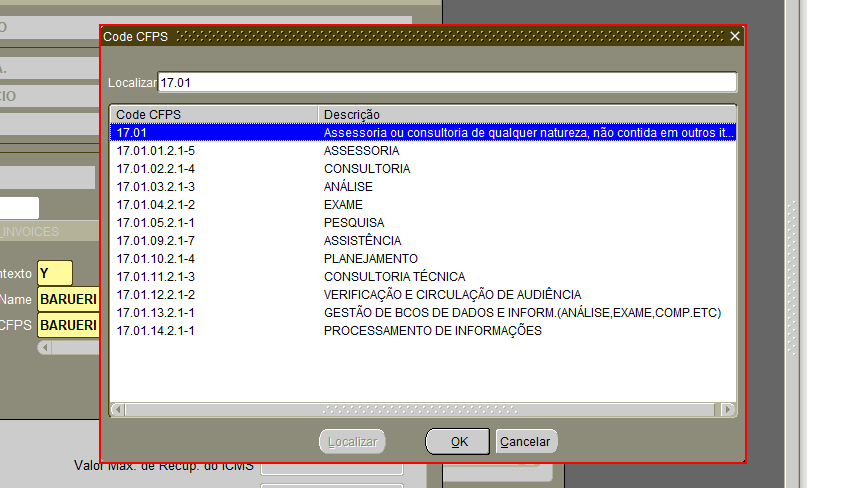 O
Code CFPS
A.
CIO
Localizar 17.01
Code CFPS Descrição
17.01 Assessoria ou consultoria de qualquer natureza, não contida em outros it...
17.01.01.2.1-5 ASSESSORIA
17.01.02.2.1-4 CONSULTORIA
17.01.03.2.1-3 ANÁLISE
17.01.04.2.1-2 EXAME
17.01.05.2.1-1 PESQUISA
17.01.09.2.1-7 ASSISTÊNCIA
17.01.10.2.1-4 PLANEJAMENTO
17.01.11.2.1-3 CONSULTORIA TÉCNICA
17.01.12.2.1-2 VERIFICAÇÃO E CIRCULAÇÃO DE AUDIÊNCIA
17.01.13.2.1-1 GESTÃO DE BCOS DE DADOS E INFORM.(ANÁLISE,EXAME,COMP.ETC)
17.01.14.2.1-1 PROCESSAMENTO DE INFORMAÇÕES
_INVOICES
ntexto Y
Name BARUERI
CFPS BARUERI
Localizar OK Cancelar
Valor Máx. de Recup. do ICMS